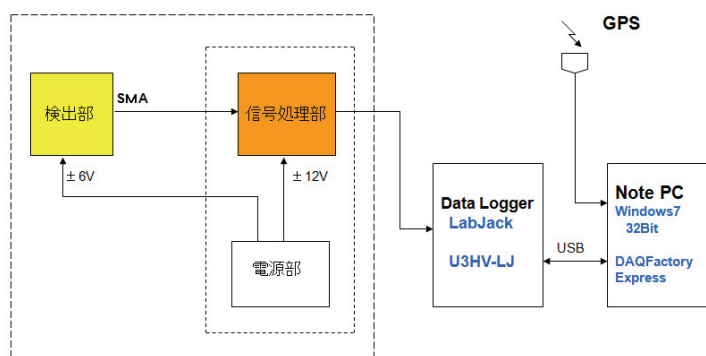 GPS
検出部
SMA
信号処理部
± 6V
± 12V
電源部
Data Logger
LabJack
U3HV-LJ
USB
Note PC
Windows7
32Bit
DAQFactory
Express